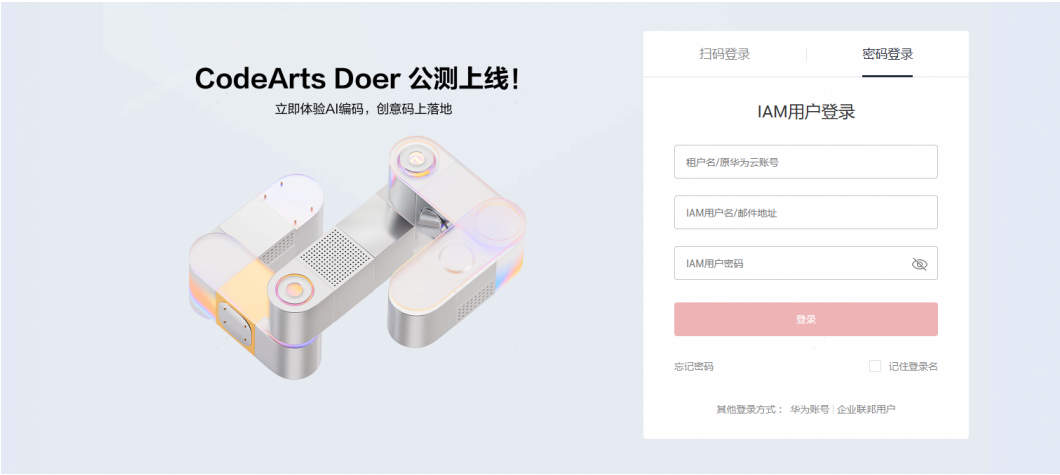 CodeArts Doer 公测上线！
立即体验AI编码，创意码上落地
扫码登录
密码登录
IAM用户登录
租户名/原华为云账号
IAM用户名/邮件地址
IAM用户密码
登录
忘记密码
记住登录名
其他登录方式： 华为账号 | 企业联邦用户